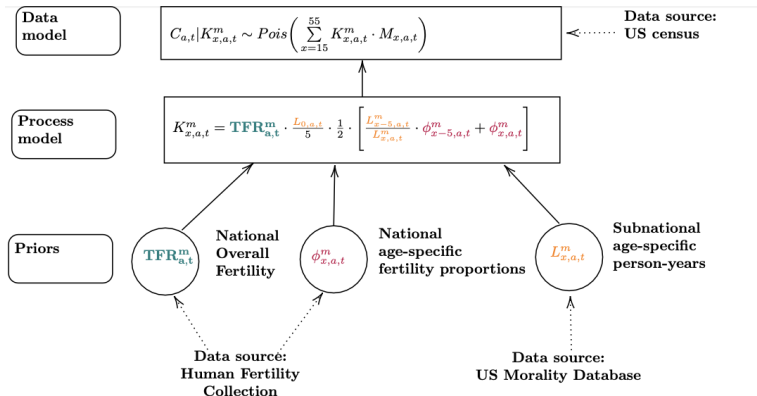 Data model
C_{a,t}|K^m_{x,a,t} ∼ Pois(∑_{x=15}^{55} K^m_{x,a,t} · M_{x,a,t})
Data source:
US census
Process model
K^m_{x,a,t} = TFR^m_{a,t} · L_{0,a,t}/5 · 1/2 · [L^m_{x−5,a,t}/L^m_{x,a,t} · ϕ^m_{x−5,a,t} + ϕ^m_{x,a,t}]
Priors
TFR^m_{a,t}
National
Overall
Fertility
ϕ^m_{x,a,t}
National
age-specific
fertility proportions
L^m_{x,a,t}
Subnational
age-specific
person-years
Data source:
Human Fertility
Collection
Data source:
US Morality Database